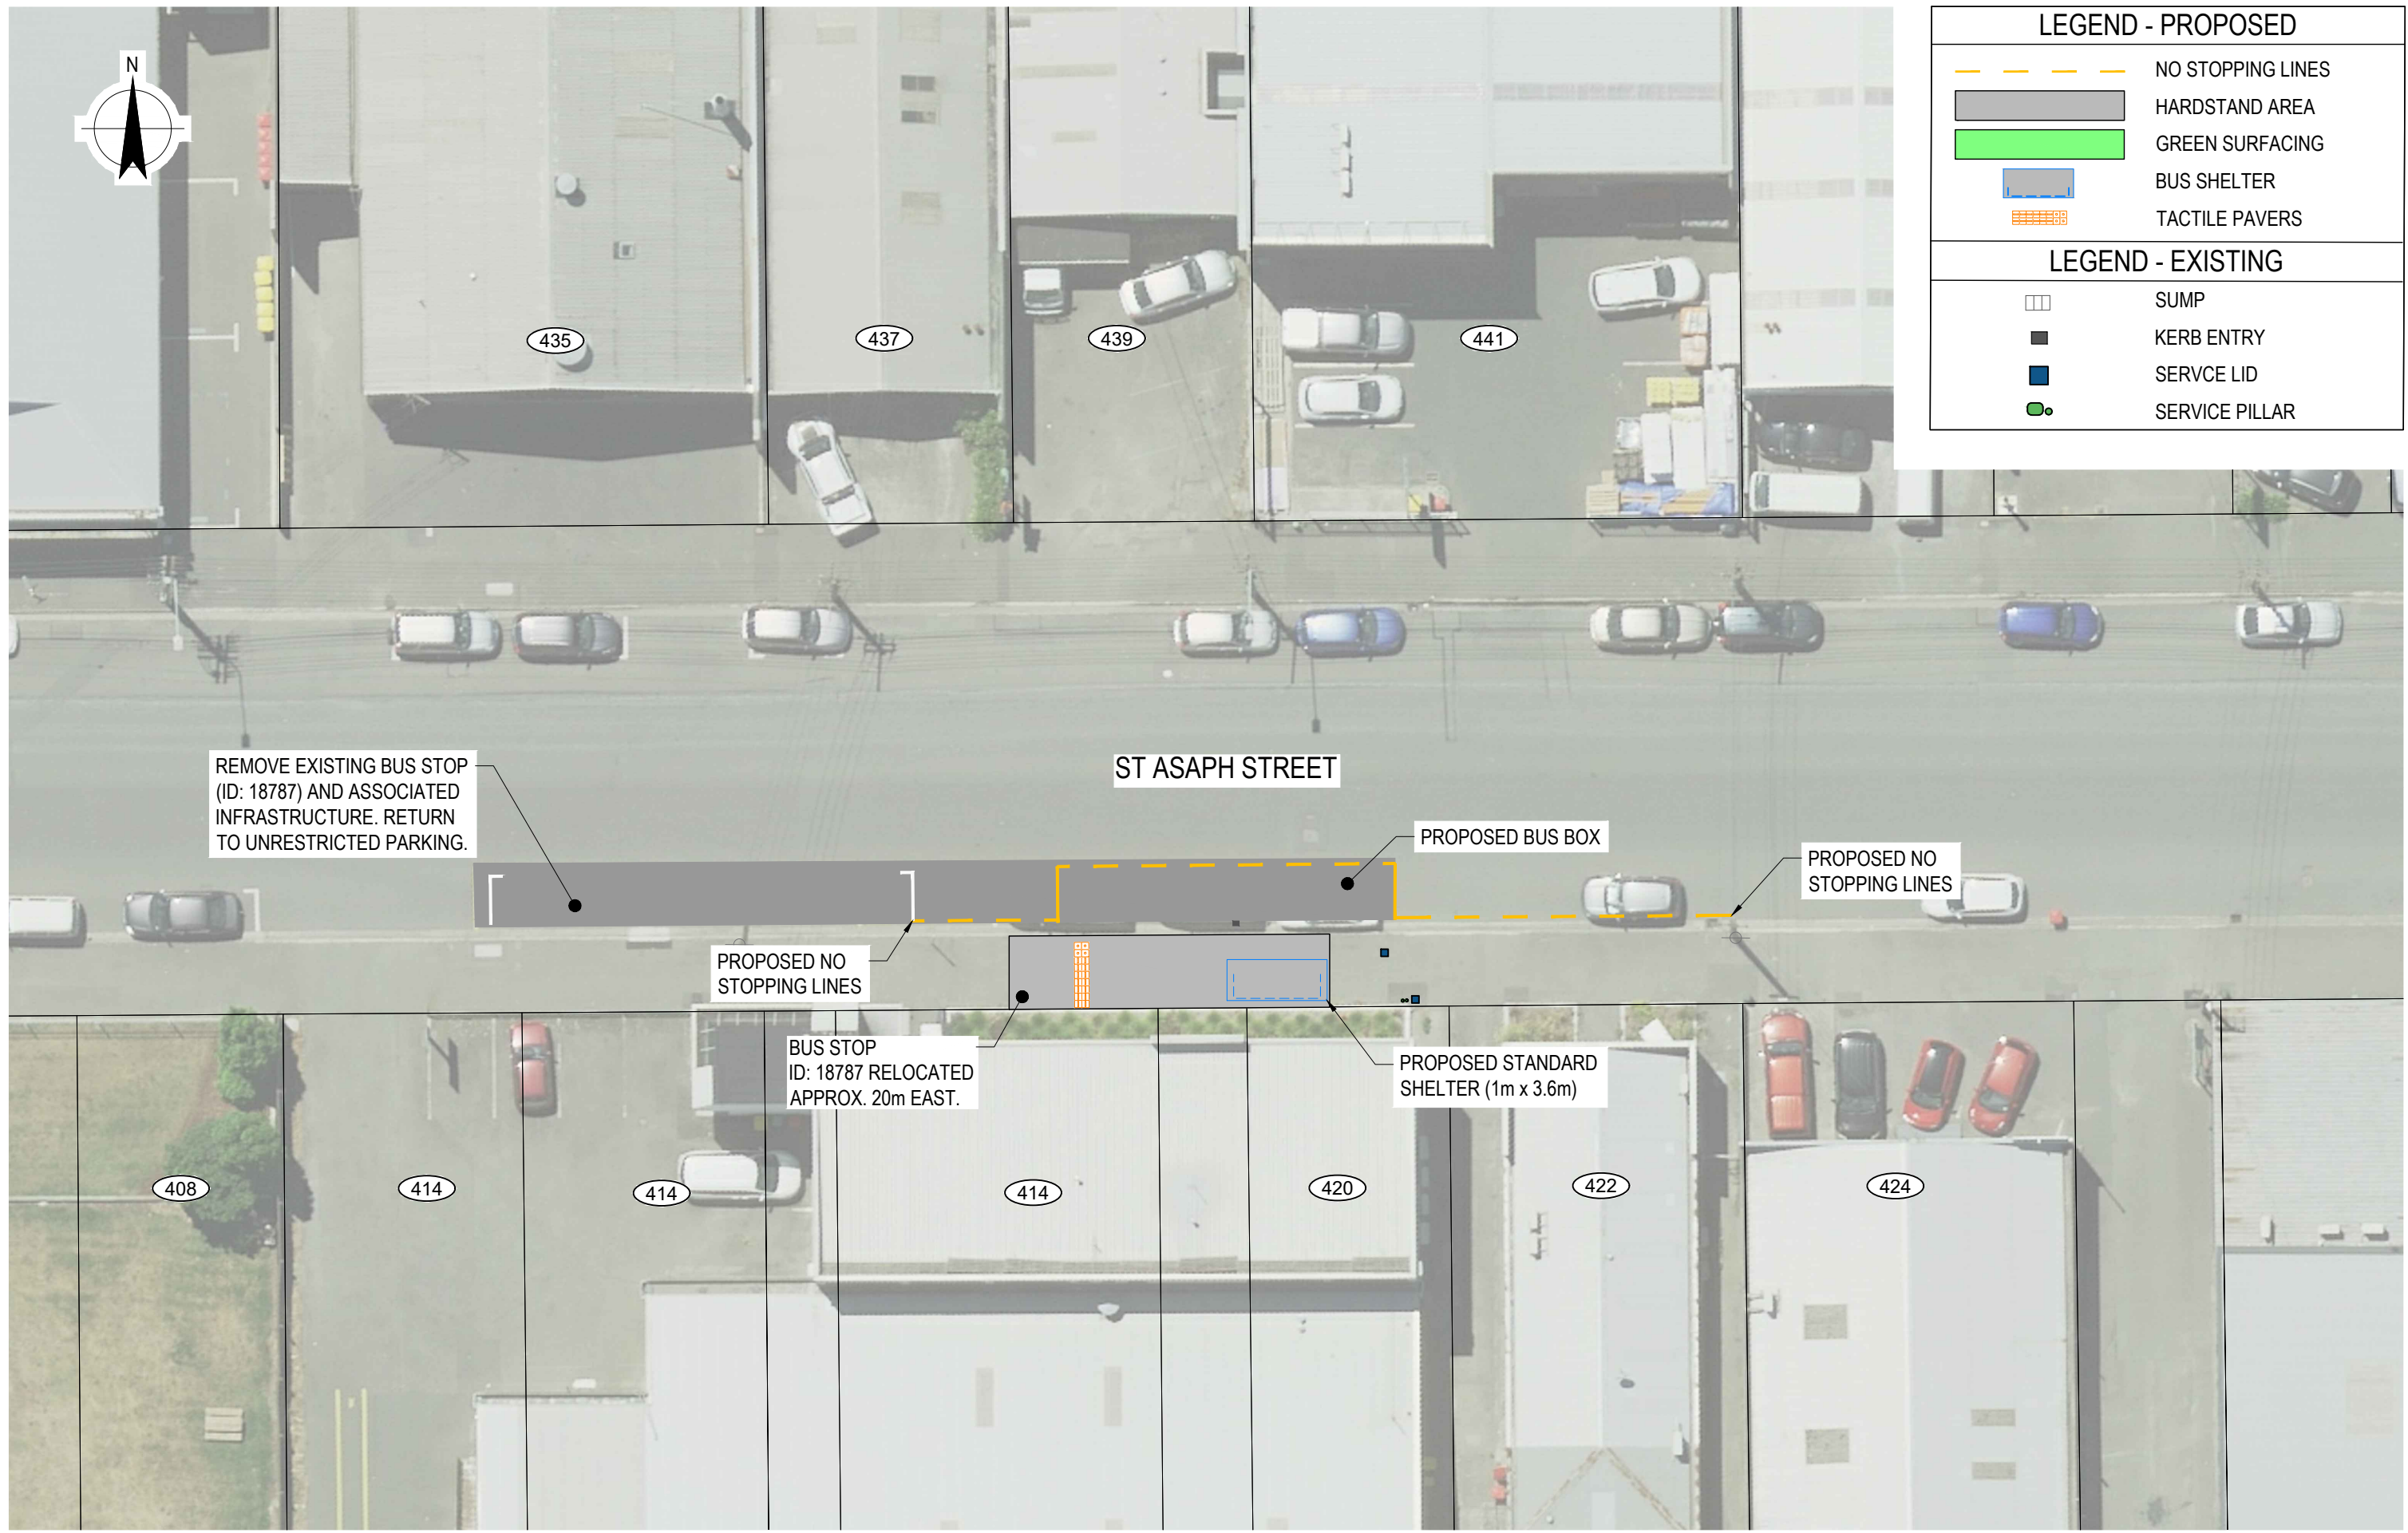 LEGEND - PROPOSED
NO STOPPING LINES
HARDSTAND AREA
GREEN SURFACING
BUS SHELTER
TACTILE PAVERS
LEGEND - EXISTING
SUMP
KERB ENTRY
SERVCE LID
SERVICE PILLAR
N
435
437
439
441
ST ASAPH STREET
REMOVE EXISTING BUS STOP
(ID: 18787) AND ASSOCIATED
INFRASTRUCTURE. RETURN
TO UNRESTRICTED PARKING.
PROPOSED BUS BOX
PROPOSED NO
STOPPING LINES
PROPOSED NO
STOPPING LINES
BUS STOP
ID: 18787 RELOCATED
APPROX. 20m EAST.
PROPOSED STANDARD
SHELTER (1m x 3.6m)
408
414
414
414
420
422
424